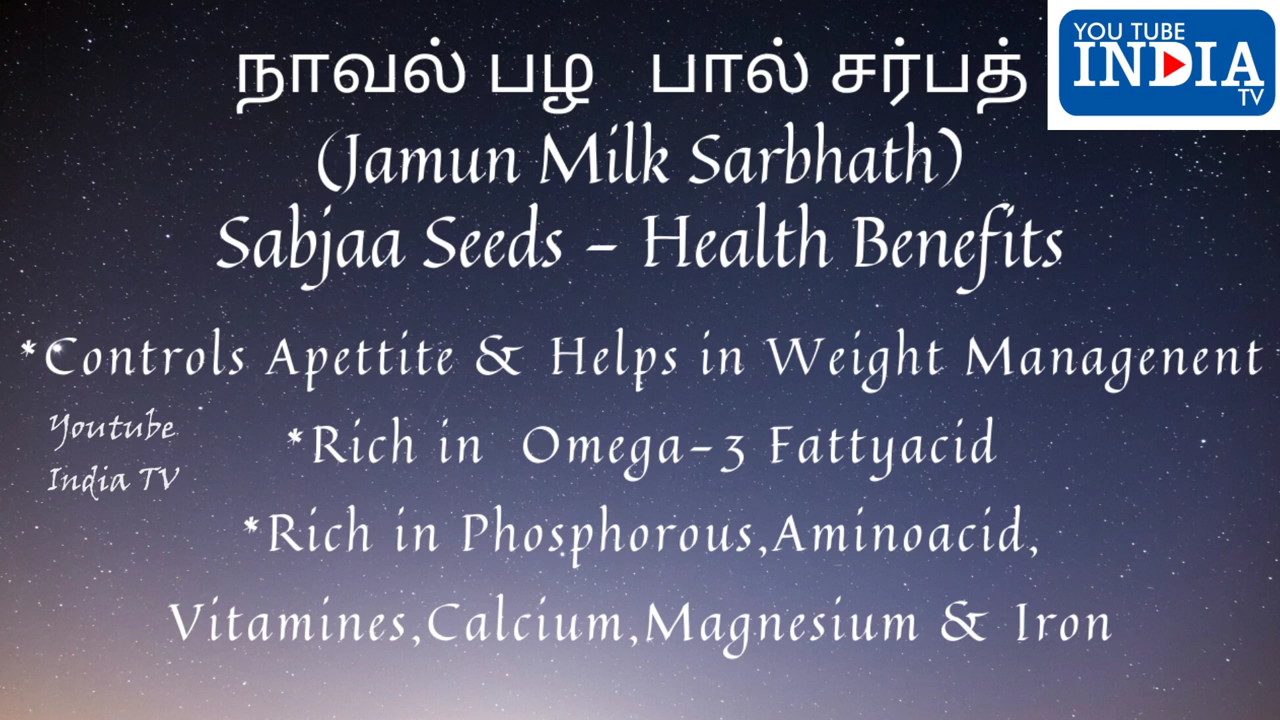 நாவல் பழ பால் சர்பத்
YOU TUBE
INDIA
TV
(Jamun Milk Sarbhath)
Sabjaa Seeds – Health Benefits
*Controls Apettite & Helps in Weight Managenent
Youtube
India TV
*Rich in Omega-3 Fattyacid
*Rich in Phosphorous,Aminoacid,
Vitamines,Calcium,Magnesium & Iron